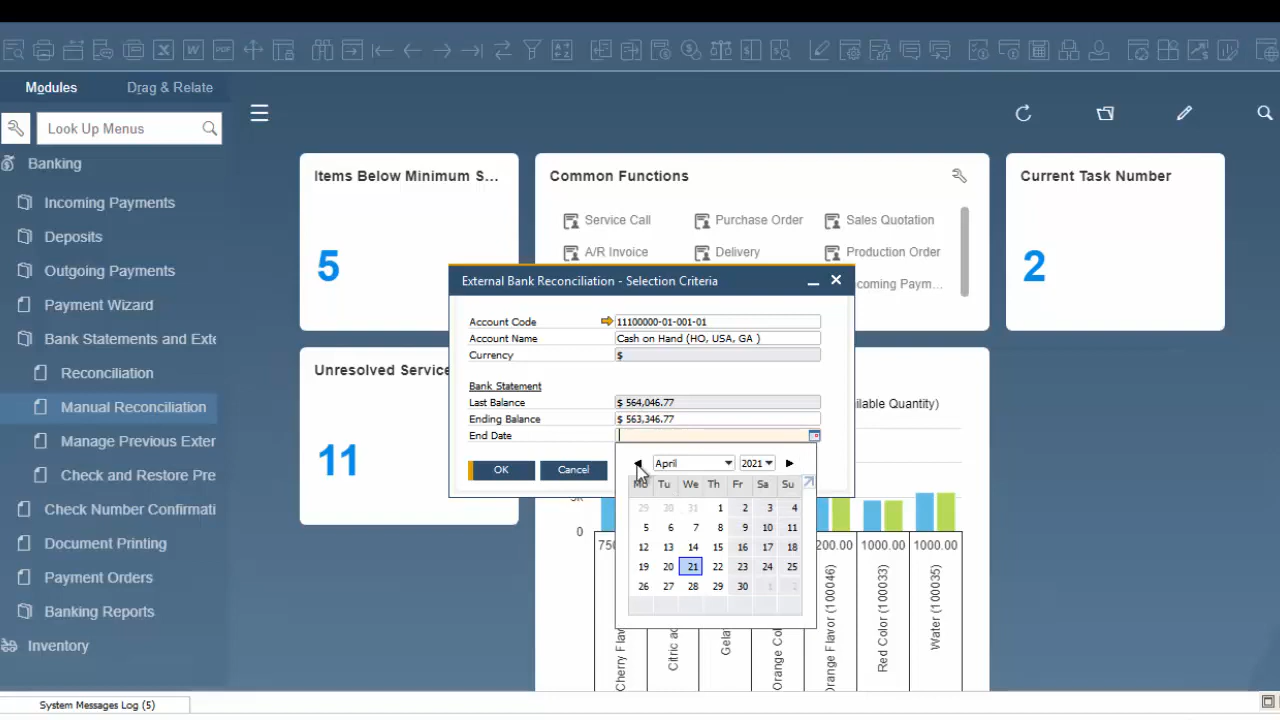 Modules
Drag & Relate
Look Up Menus
Banking
Incoming Payments
Deposits
Outgoing Payments
Payment Wizard
Bank Statements and Exte
Reconciliation
Manual Reconciliation
Manage Previous Exter
Check and Restore Pre
Check Number Confirmati
Document Printing
Payment Orders
Banking Reports
Inventory
System Messages Log (5)
Items Below Minimum S...
5
Common Functions
Service Call
Purchase Order
Sales Quotation
A/R Invoice
Delivery
Production Order
coming Paym...
Current Task Number
2
Unresolved Service
11
External Bank Reconciliation - Selection Criteria
Account Code
11100000-01-001-01
Account Name
Cash on Hand (HO, USA, GA )
Currency
$
Bank Statement
Last Balance
$ 564,046.77
Ending Balance
$ 563,346.77
End Date
OK
Cancel
April
2021
Mo Tu We Th Fr Sa Su
29 30 31 1 2 3 4
5 6 7 8 9 10 11
12 13 14 15 16 17 18
19 20 21 22 23 24 25
26 27 28 29 30 1 2
ilable Quantity)
0
750
200.00
1000.00
1000.00
Cherry Flav
Citric ac
Gela
Orange Col
Orange Flavor (100046)
Red Color (100033)
Water (100035)